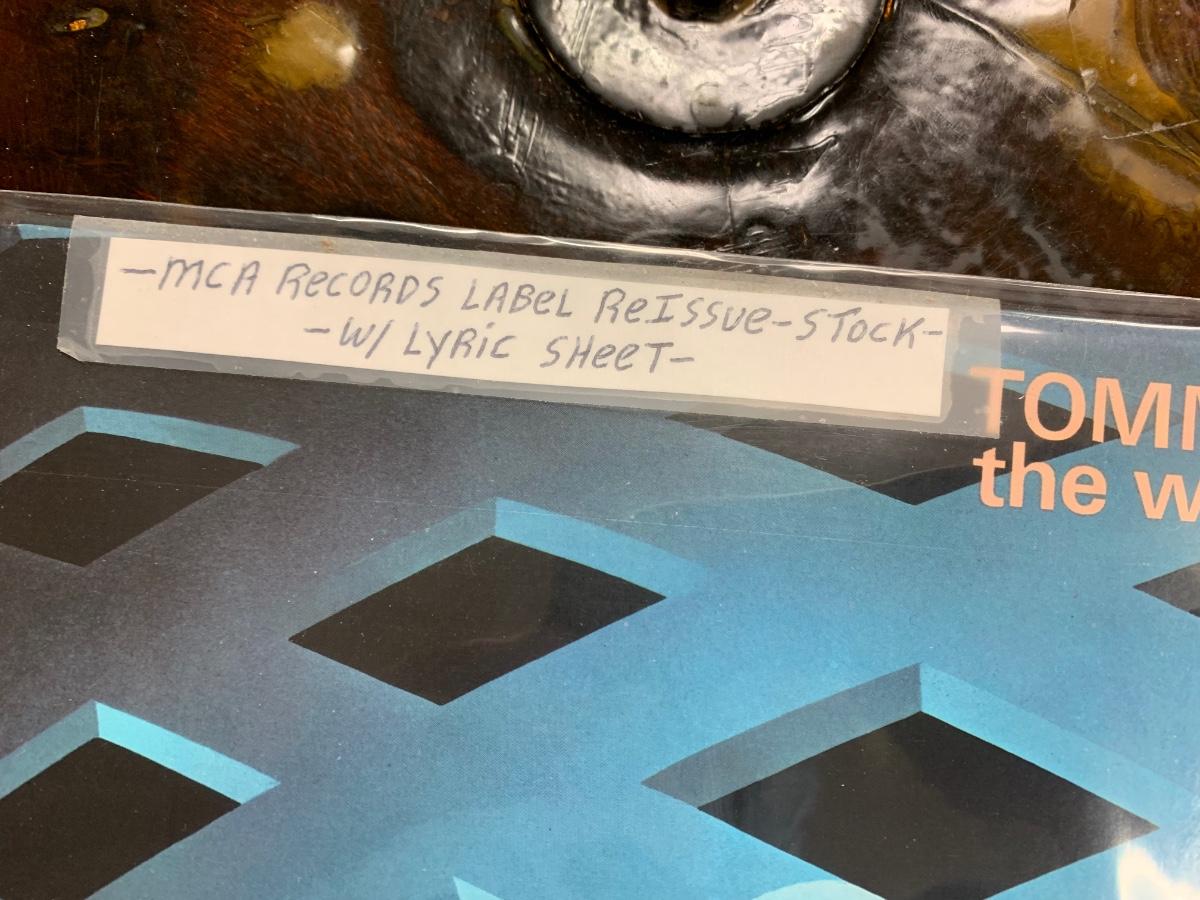 -MCA RECORDS LABEL ReISSUe-STOCK-
-W/ LYRIC SHeeT-
TOMM
the w